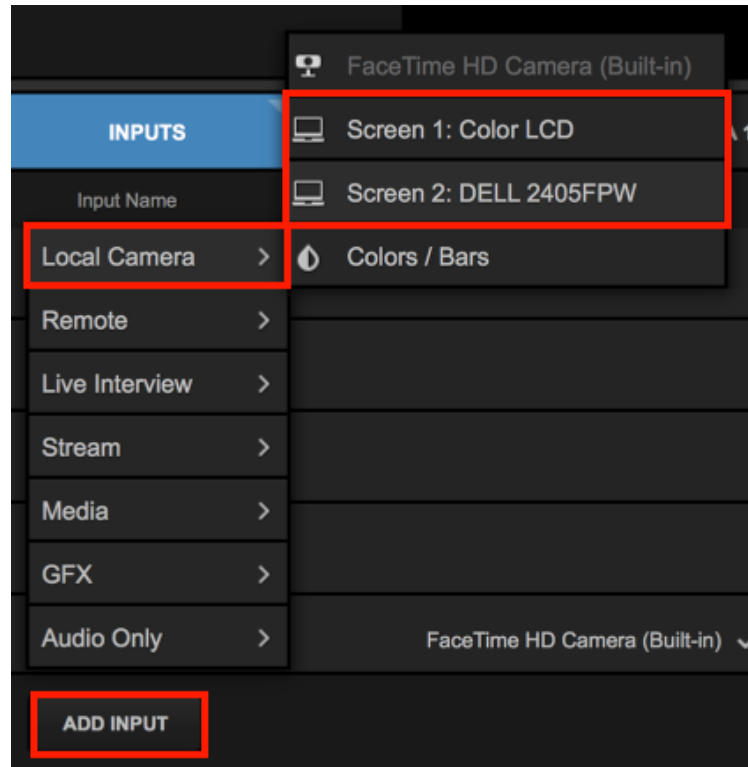 FaceTime HD Camera (Built-in)
INPUTS
Screen 1: Color LCD
Input Name
Screen 2: DELL 2405FPW
Local Camera
Colors / Bars
Remote
Live Interview
Stream
Media
GFX
Audio Only
FaceTime HD Camera (Built-in)
ADD INPUT